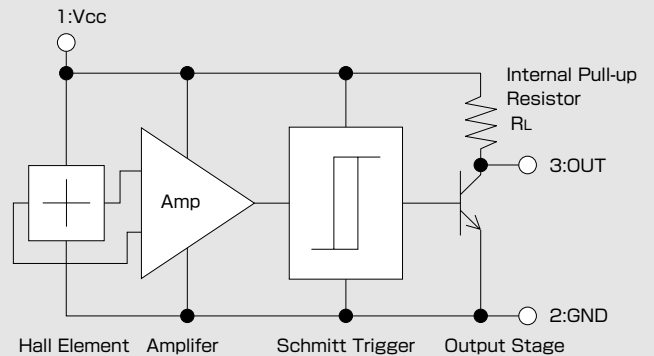 1:Vcc
Internal Pull-up
Resistor
RL
3:OUT
Amp
2:GND
Hall Element
Amplifer
Schmitt Trigger
Output Stage